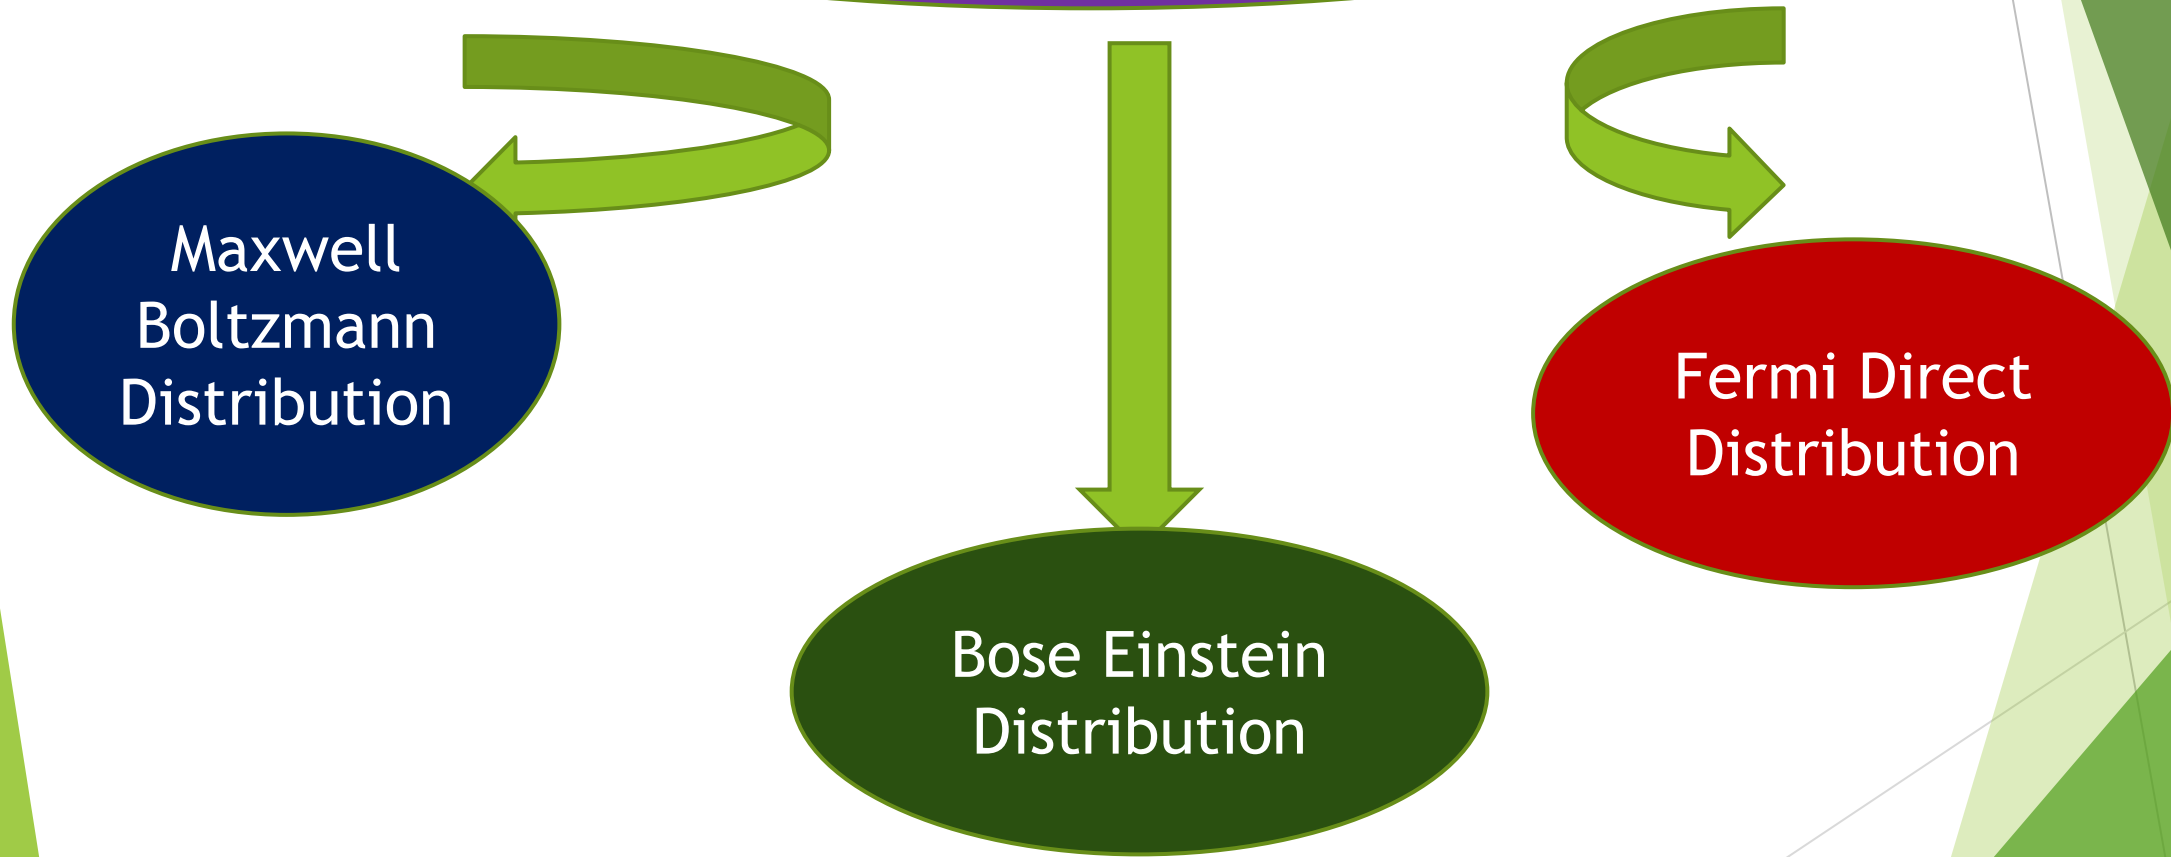 Maxwell
Boltzmann
Distribution
Fermi Direct
Distribution
Bose Einstein
Distribution